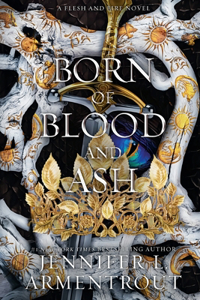 A FLESH AND FIRE NOVEL
BORN
OF
BLOOD
AND
ASH
#1 NEW YORK TIMES BESTSELLING AUTHOR
JENNIFER L.
ARMENTROUT